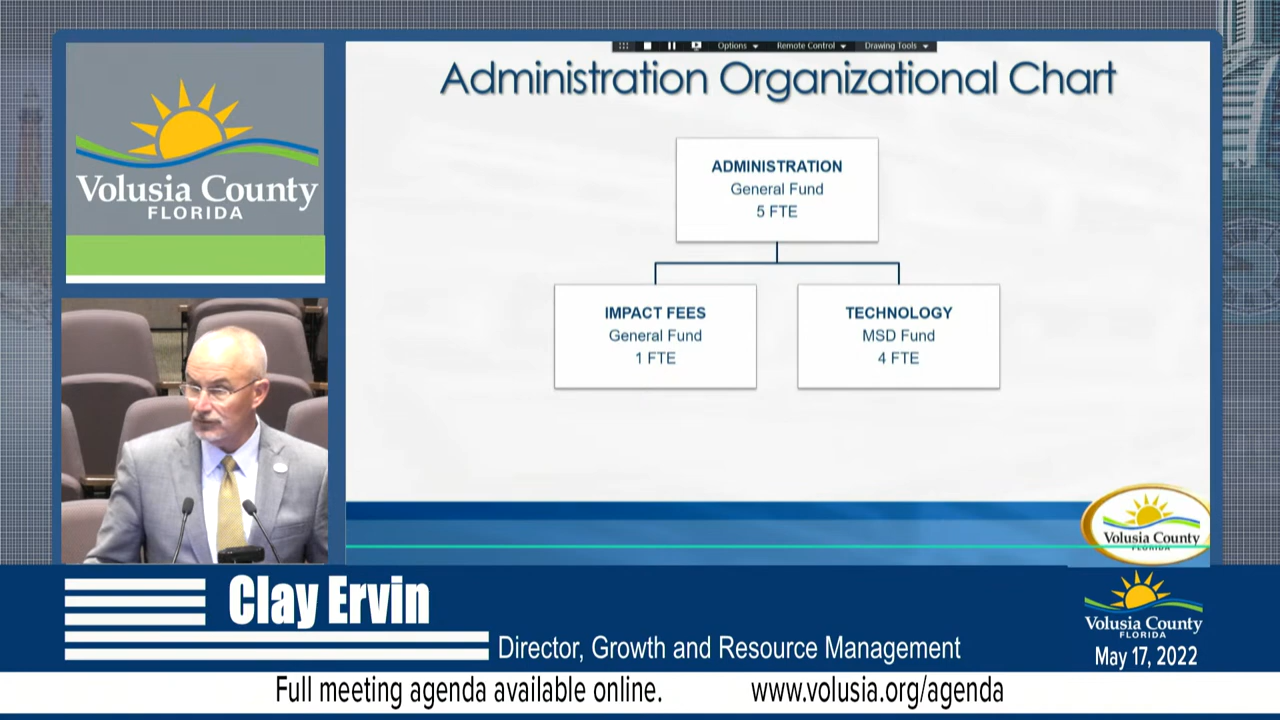 Options
Remote Control
Drawing Tools
Administration Organizational Chart
Volusia County
FLORIDA
ADMINISTRATION
General Fund
5 FTE
IMPACT FEES
General Fund
1 FTE
TECHNOLOGY
MSD Fund
4 FTE
Volusia County
FLORIDA
Clay Ervin
Director, Growth and Resource Management
Volusia County
FLORIDA
May 17, 2022
Full meeting agenda available online.
www.volusia.org/agenda